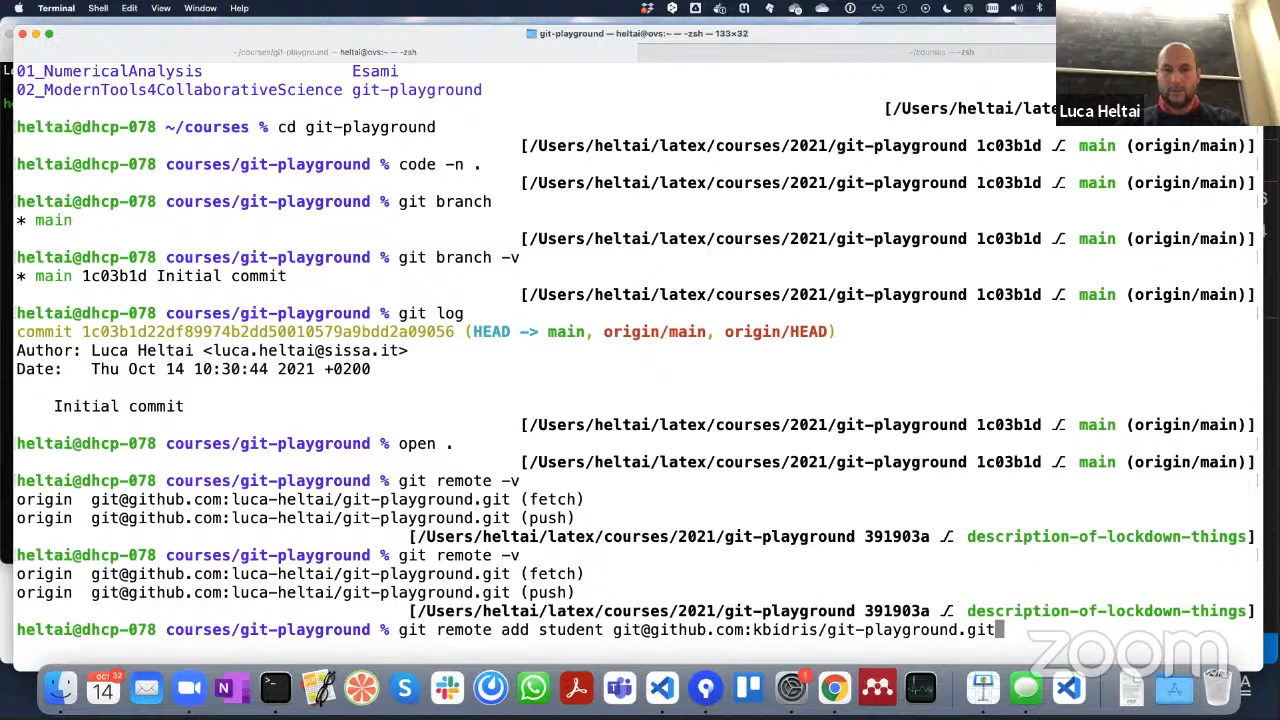 Terminal Shell Edit View Window Help
git-playground — heltai@ovs:~ — -zsh — 133×32
~/courses/git-playground — heltai@ovs:~ — -zsh
~/courses — -zsh
01_NumericalAnalysis Esami
02_ModernTools4CollaborativeScience git-playground
[/Users/heltai/late
Luca Heltai
heltai@dhcp-078 ~/courses % cd git-playground
[/Users/heltai/latex/courses/2021/git-playground 1c03b1d ⎇ main (origin/main)]
heltai@dhcp-078 courses/git-playground % code -n .
[/Users/heltai/latex/courses/2021/git-playground 1c03b1d ⎇ main (origin/main)]
heltai@dhcp-078 courses/git-playground % git branch
* main
[/Users/heltai/latex/courses/2021/git-playground 1c03b1d ⎇ main (origin/main)]
heltai@dhcp-078 courses/git-playground % git branch -v
* main 1c03b1d Initial commit
[/Users/heltai/latex/courses/2021/git-playground 1c03b1d ⎇ main (origin/main)]
heltai@dhcp-078 courses/git-playground % git log
commit 1c03b1d22df89974b2dd50010579a9bdd2a09056 (HEAD -> main, origin/main, origin/HEAD)
Author: Luca Heltai <luca.heltai@sissa.it>
Date: Thu Oct 14 10:30:44 2021 +0200
Initial commit
[/Users/heltai/latex/courses/2021/git-playground 1c03b1d ⎇ main (origin/main)]
heltai@dhcp-078 courses/git-playground % open .
[/Users/heltai/latex/courses/2021/git-playground 1c03b1d ⎇ main (origin/main)]
heltai@dhcp-078 courses/git-playground % git remote -v
origin git@github.com:luca-heltai/git-playground.git (fetch)
origin git@github.com:luca-heltai/git-playground.git (push)
[/Users/heltai/latex/courses/2021/git-playground 391903a ⎇ description-of-lockdown-things]
heltai@dhcp-078 courses/git-playground % git remote -v
origin git@github.com:luca-heltai/git-playground.git (fetch)
origin git@github.com:luca-heltai/git-playground.git (push)
[/Users/heltai/latex/courses/2021/git-playground 391903a ⎇ description-of-lockdown-things]
heltai@dhcp-078 courses/git-playground % git remote add student git@github.com:kbidris/git-playground.git
zoom
OCT 32
14
1